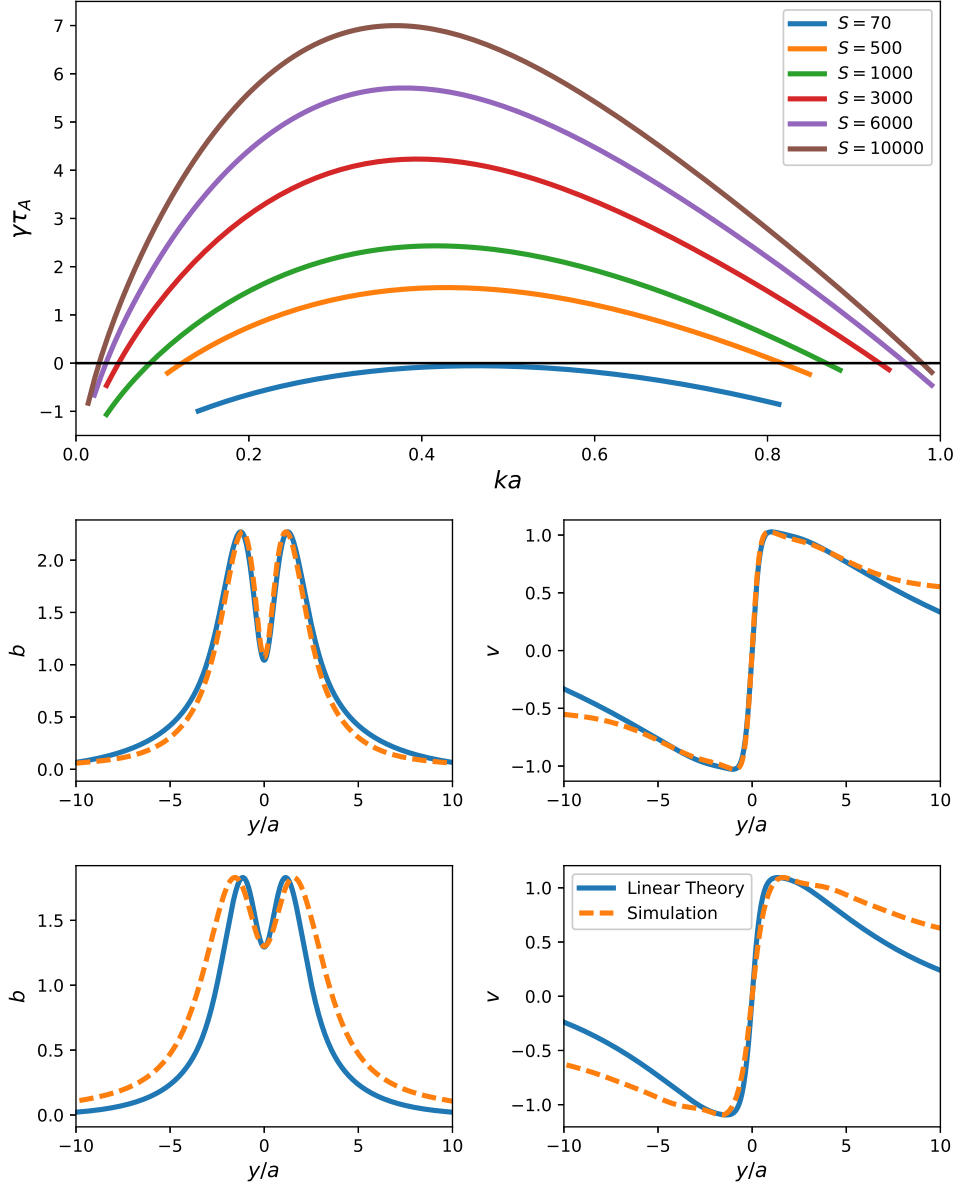 7
6
5
4
3
2
1
0
−1
γτ_A
0.0 0.2 0.4 0.6 0.8 1.0
ka
S = 70
S = 500
S = 1000
S = 3000
S = 6000
S = 10000
2.0
1.5
1.0
0.5
0.0
b
−10 −5 0 5 10
y/a
1.0
0.5
0.0
−0.5
−1.0
v
−10 −5 0 5 10
y/a
1.5
1.0
0.5
0.0
b
−10 −5 0 5 10
y/a
1.0
0.5
0.0
−0.5
−1.0
v
Linear Theory
Simulation
−10 −5 0 5 10
y/a